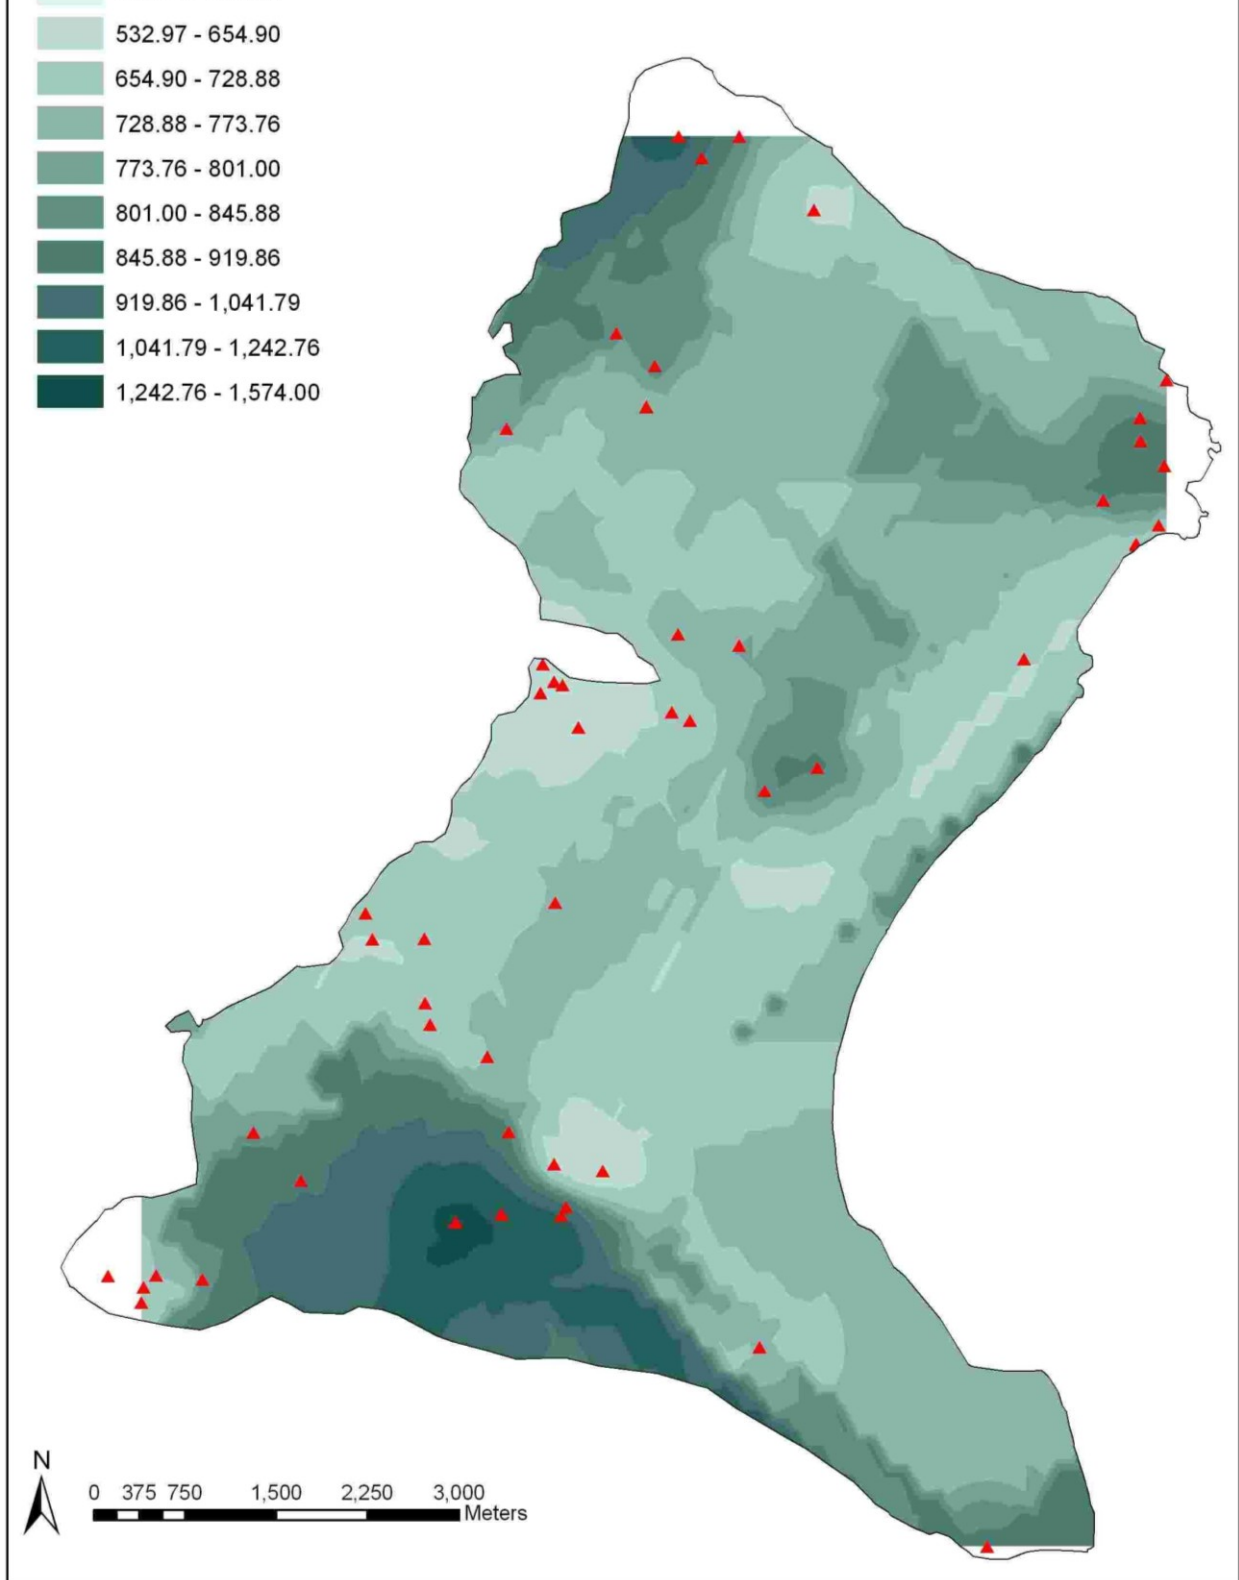 532.97 - 654.90
654.90 - 728.88
728.88 - 773.76
773.76 - 801.00
801.00 - 845.88
845.88 - 919.86
919.86 - 1,041.79
1,041.79 - 1,242.76
1,242.76 - 1,574.00
N
0 375 750 1,500 2,250 3,000
Meters